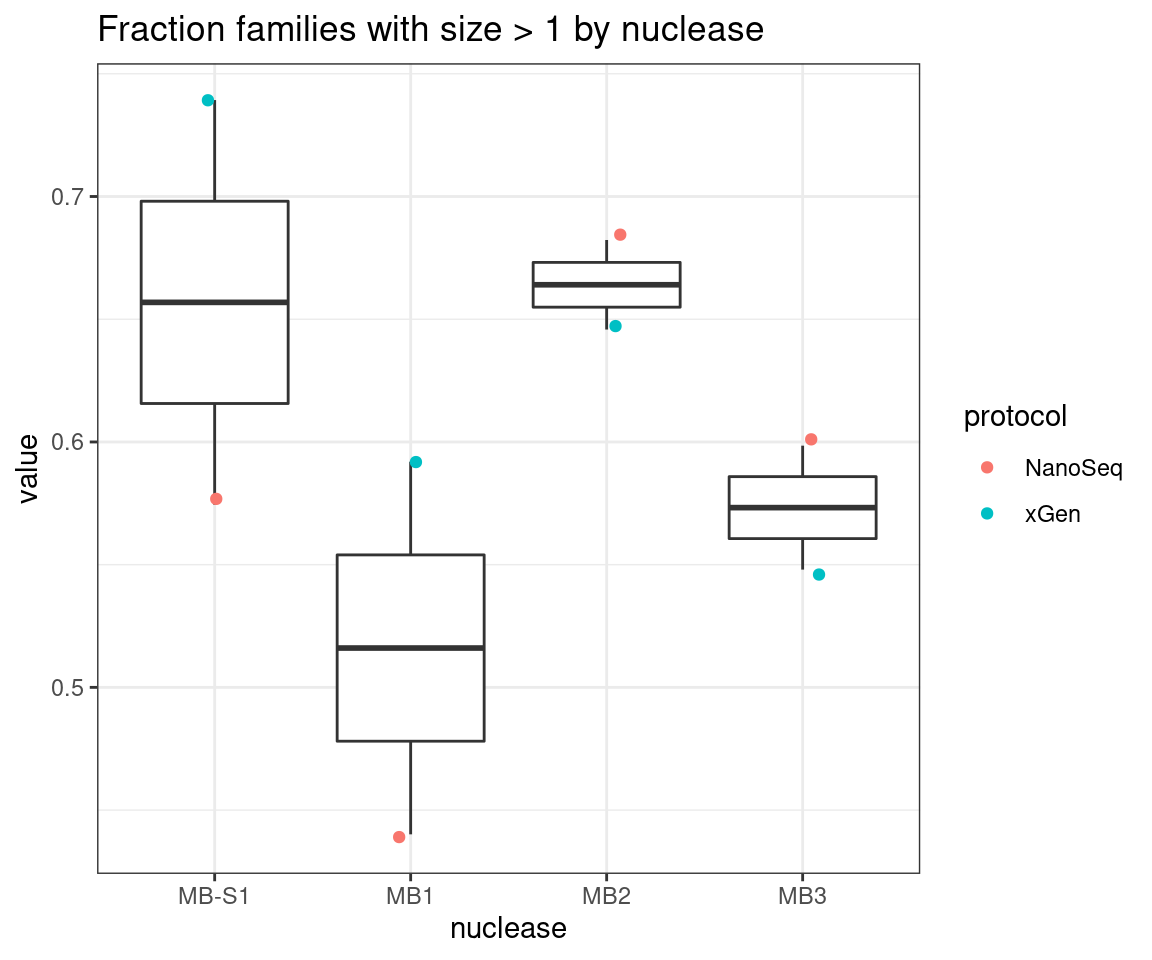 Fraction families with size > 1 by nuclease
0.7
0.6
0.5
value
MB-S1 MB1 MB2 MB3
nuclease
protocol
NanoSeq
xGen